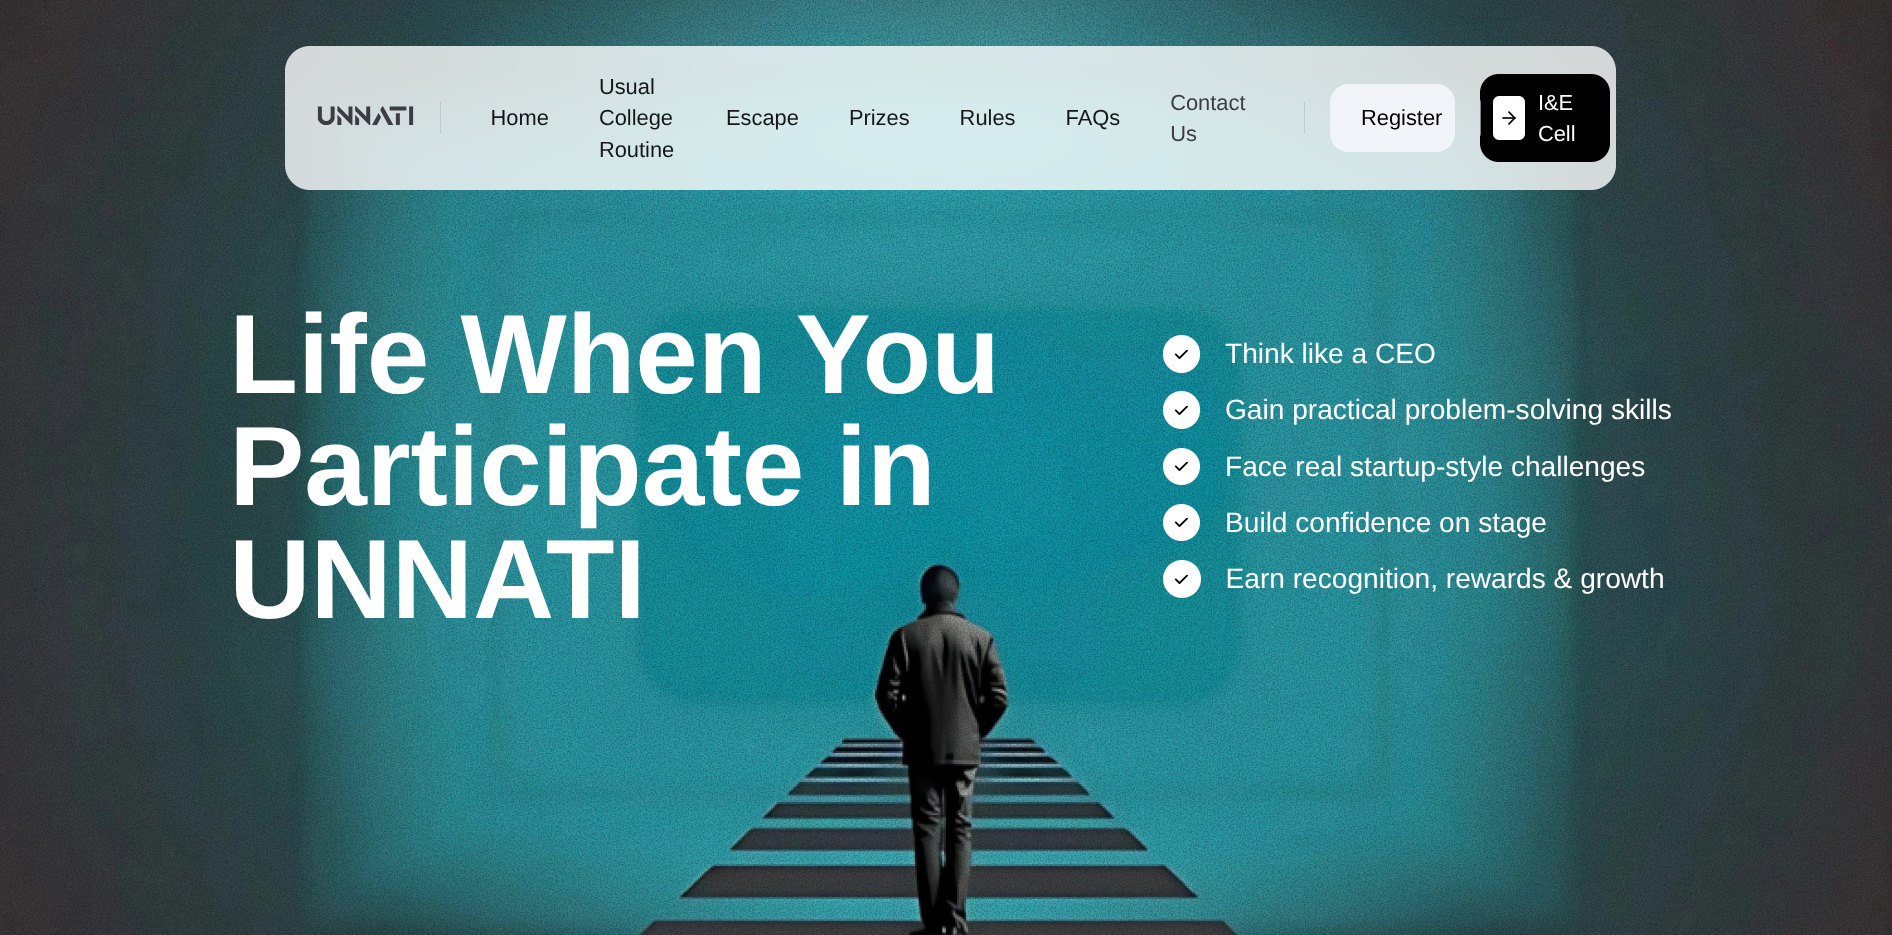 UNNATI
Home
Usual
College
Routine
Escape
Prizes
Rules
FAQs
Contact
Us
Register
I&E
Cell
Life When You
Participate in
UNNATI
Think like a CEO
Gain practical problem-solving skills
Face real startup-style challenges
Build confidence on stage
Earn recognition, rewards & growth